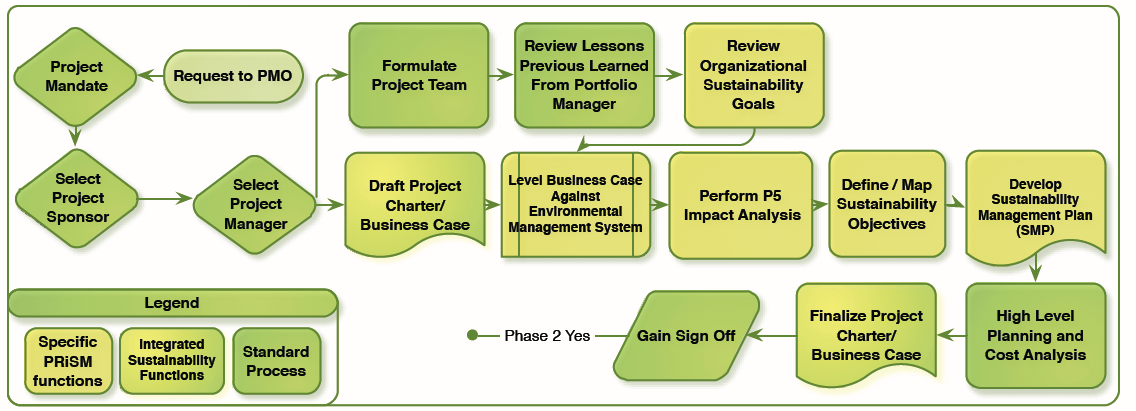 Project
Mandate
Request to PMO
Formulate
Project Team
Review Lessons
Previous Learned
From Portfolio
Manager
Review
Organizational
Sustainability
Goals
Select
Project
Sponsor
Select
Project
Manager
Draft Project
Charter/
Business Case
Level Business Case
Against
Environmental
Management System
Perform P5
Impact Analysis
Define / Map
Sustainability
Objectives
Develop
Sustainability
Management Plan
(SMP)
Legend
Specific
PRiSM
functions
Integrated
Sustainability
Functions
Standard
Process
Phase 2 Yes
Gain Sign Off
Finalize Project
Charter/
Business Case
High Level
Planning and
Cost Analysis